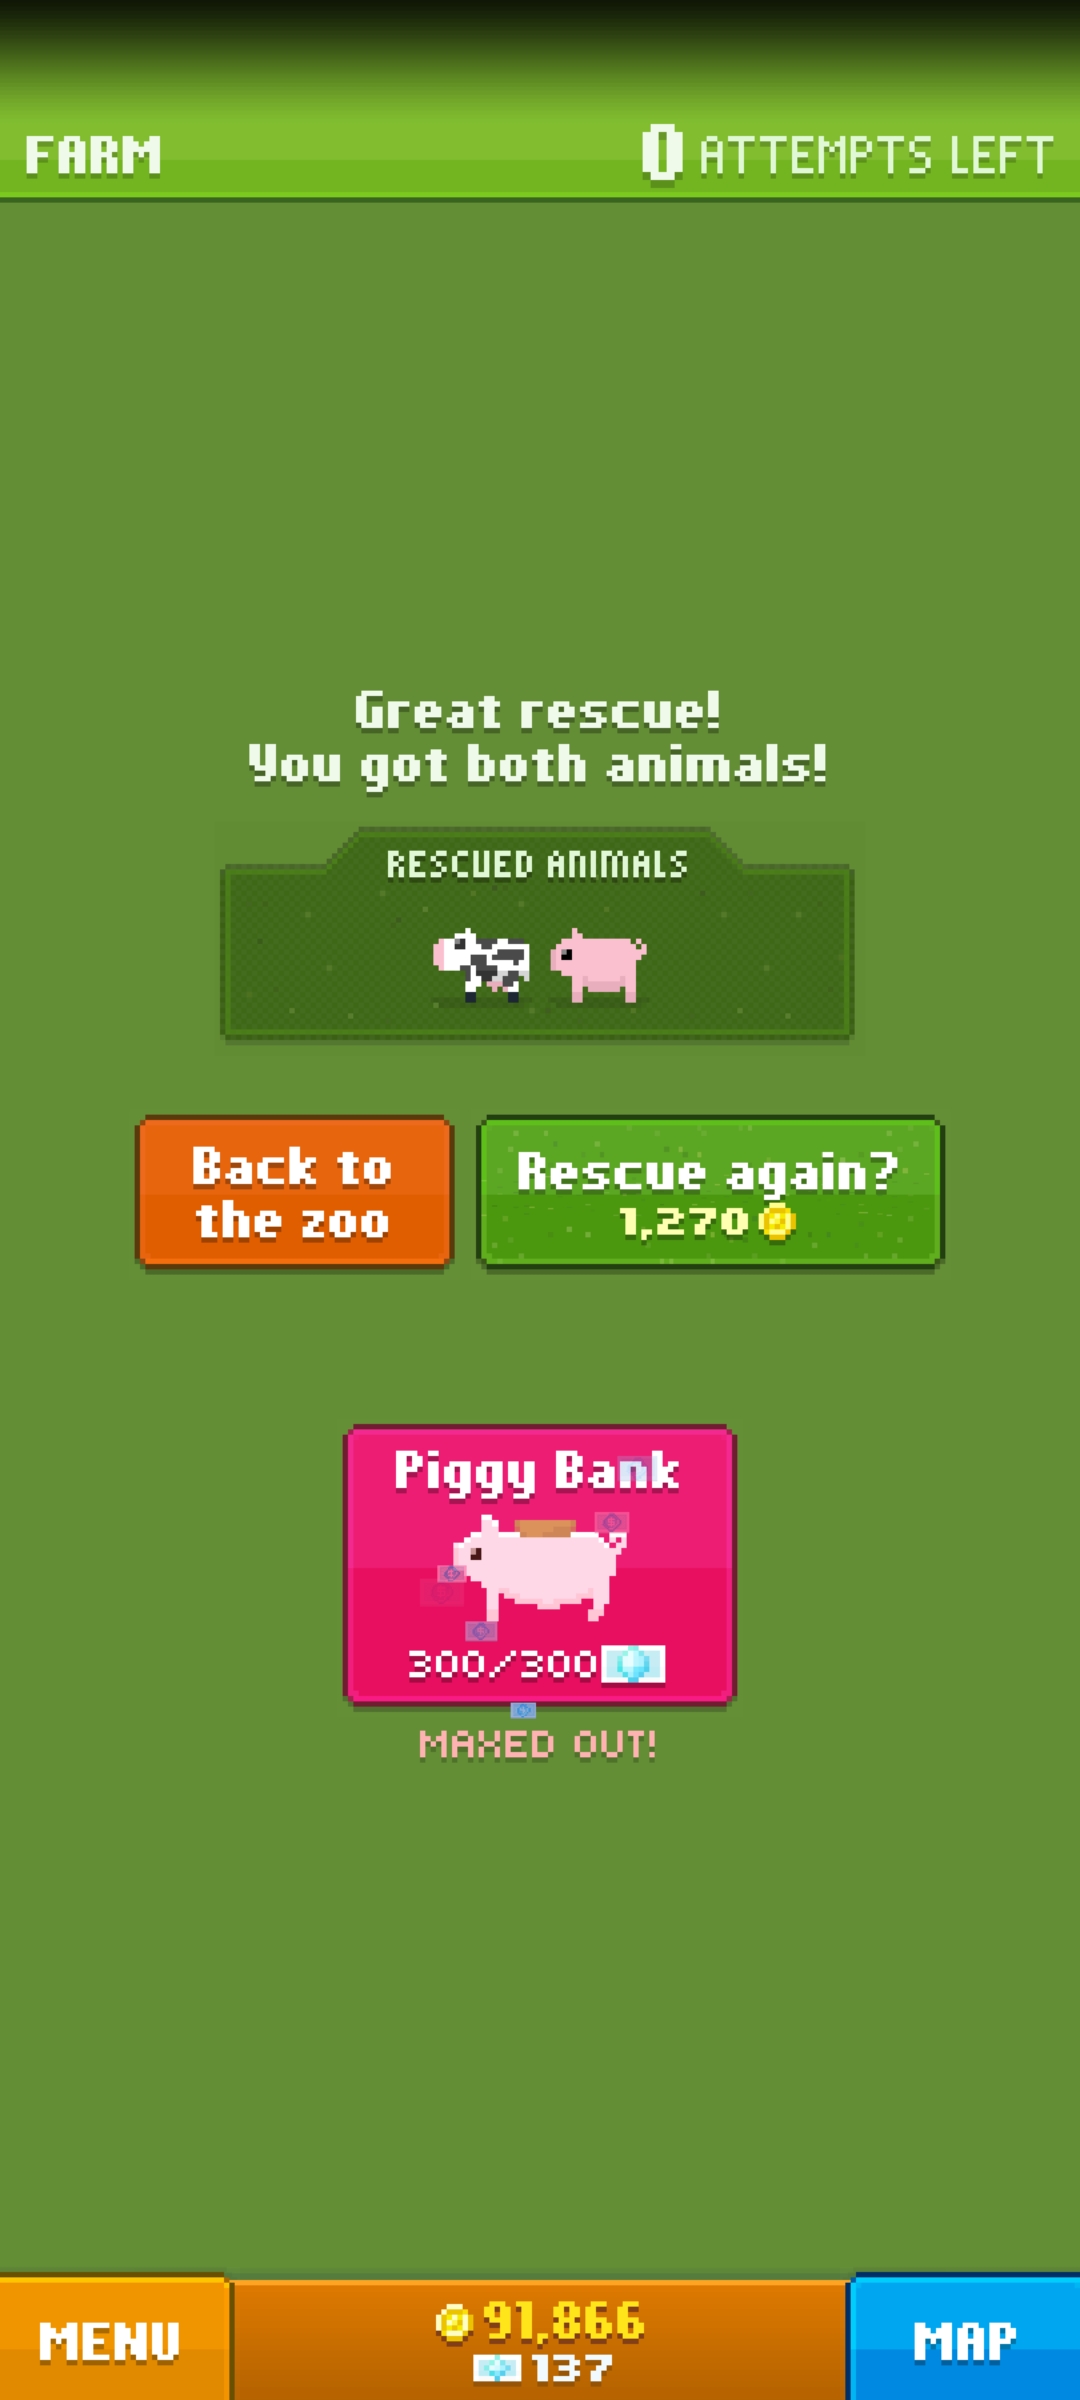 FARM
0 ATTEMPTS LEFT
Great rescue!
You got both animals!
RESCUED ANIMALS
Back to
the zoo
Rescue again?
1,270
Piggy Bank
300/300
MAXED OUT!
MENU
91,866
137
MAP